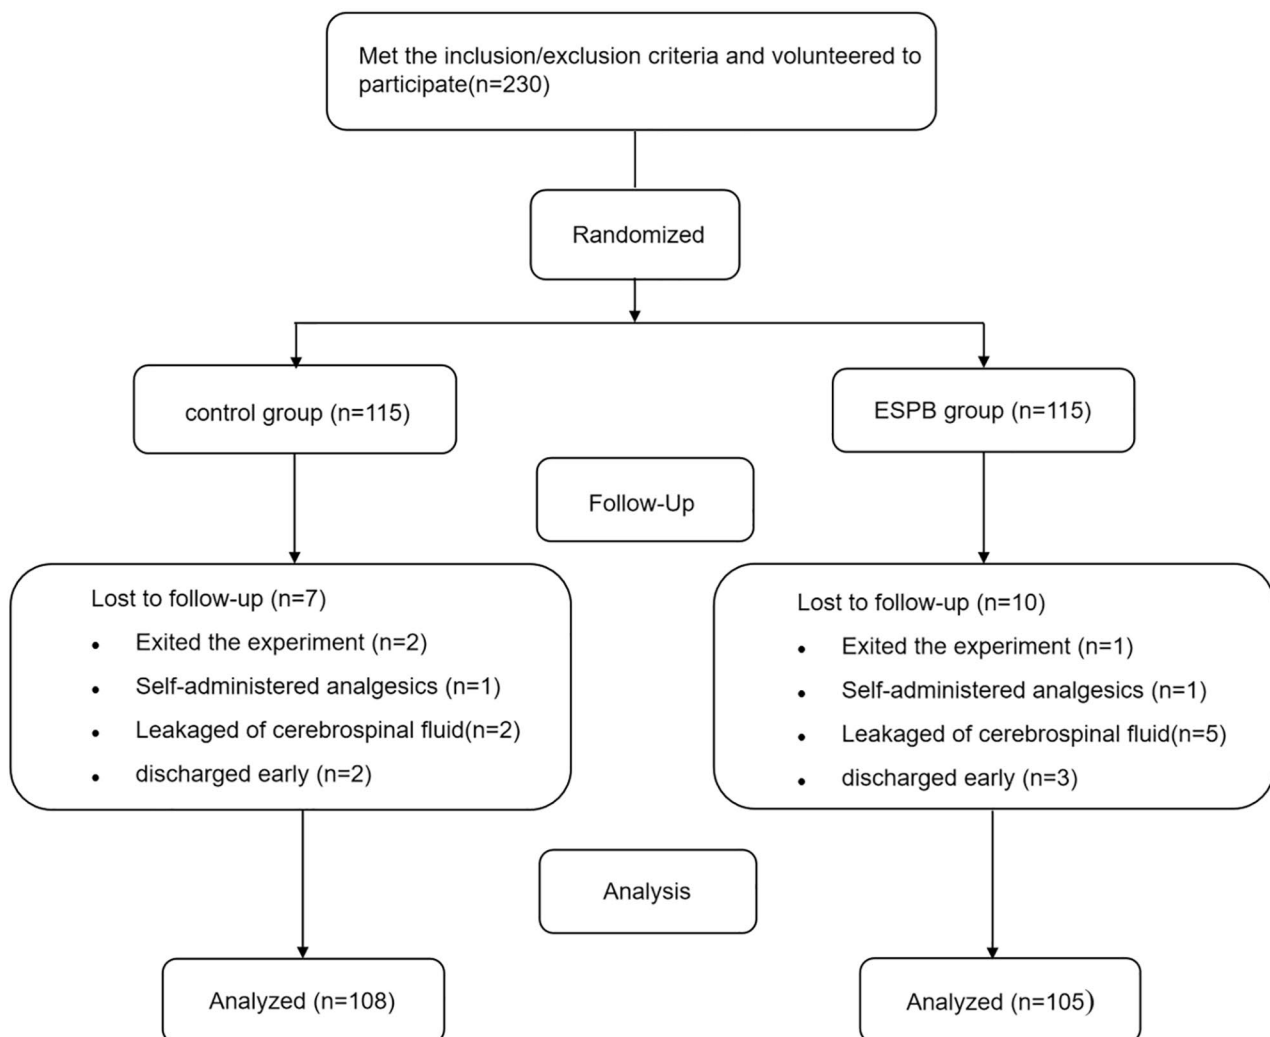 Met the inclusion/exclusion criteria and volunteered to
participate(n=230)
Randomized
control group (n=115)
ESPB group (n=115)
Follow-Up
Lost to follow-up (n=7)
• Exited the experiment (n=2)
• Self-administered analgesics (n=1)
• Leakaged of cerebrospinal fluid(n=2)
• discharged early (n=2)
Lost to follow-up (n=10)
• Exited the experiment (n=1)
• Self-administered analgesics (n=1)
• Leakaged of cerebrospinal fluid(n=5)
• discharged early (n=3)
Analysis
Analyzed (n=108)
Analyzed (n=105)